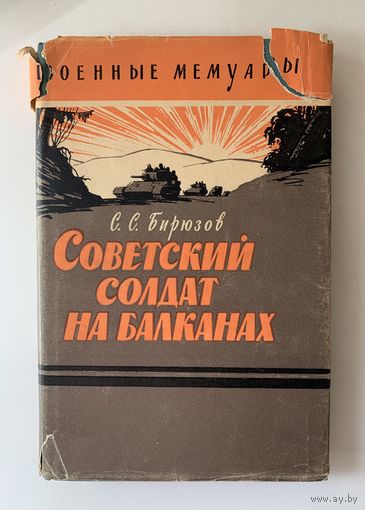 ВОЕННЫЕ МЕМУАРЫ
С. С. Бирюзов
СОВЕТСКИЙ
СОЛДАТ
НА БАЛКАНАХ
www.ay.by